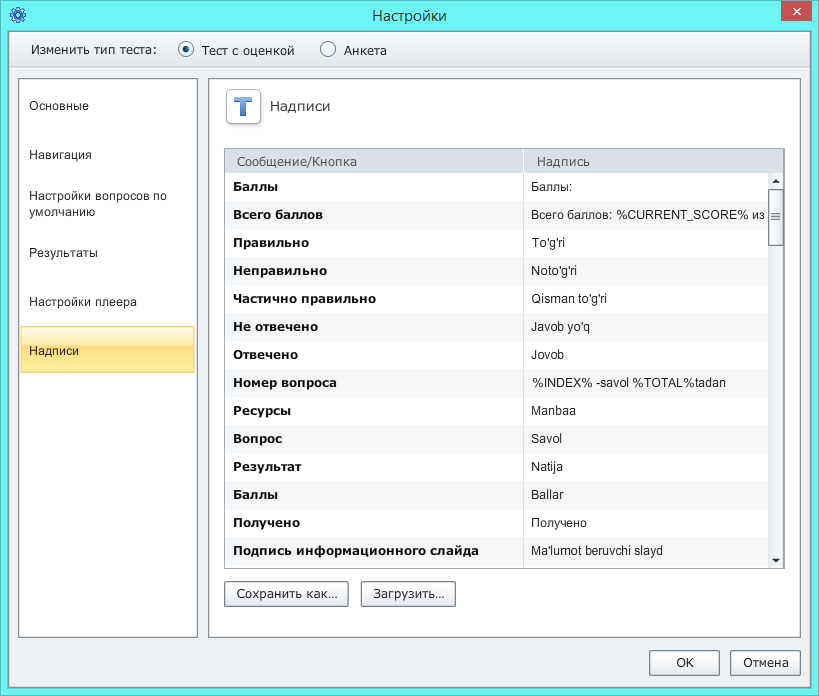 Настройки
Изменить тип теста: Тест с оценкой Анкета
Основные
Навигация
Настройки вопросов по
умолчанию
Результаты
Настройки плеера
Надписи
T Надписи
Сообщение/Кнопка Надпись
Баллы Баллы:
Всего баллов Всего баллов: %CURRENT_SCORE% из
Правильно To'g'ri
Неправильно Noto'g'ri
Частично правильно Qisman to'g'ri
Не отвечено Javob yo'q
Отвечено Jovob
Номер вопроса %INDEX% -savol %TOTAL%tadan
Ресурсы Manbaa
Вопрос Savol
Результат Natija
Баллы Ballar
Получено Получено
Подпись информационного слайда Ma'lumot beruvchi slayd
Сохранить как... Загрузить...
OK Отмена